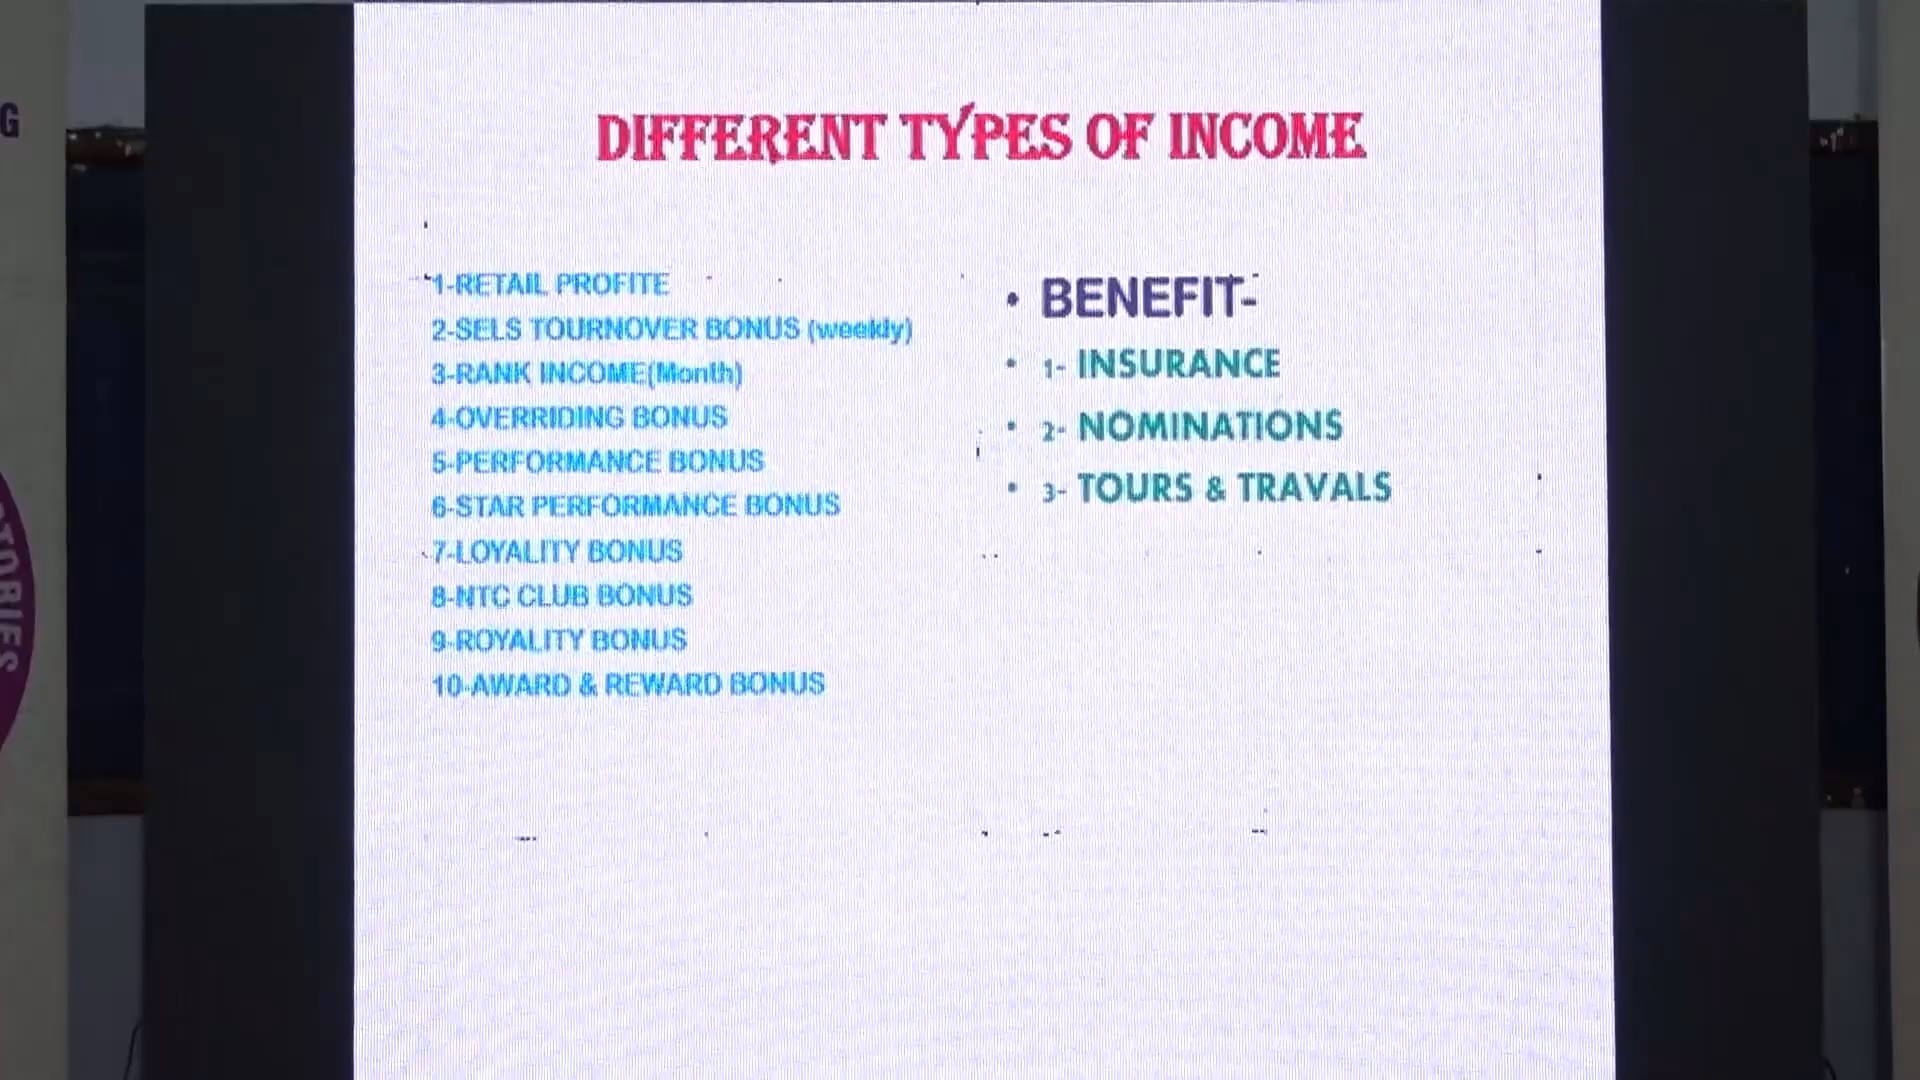 G
TORIES
DIFFERENT TYPES OF INCOME
1-RETAIL PROFITE
2-SELS TOURNOVER BONUS (weekly)
3-RANK INCOME(Month)
4-OVERRIDING BONUS
5-PERFORMANCE BONUS
6-STAR PERFORMANCE BONUS
7-LOYALITY BONUS
8-NTC CLUB BONUS
9-ROYALITY BONUS
10-AWARD & REWARD BONUS
• BENEFIT-
• 1- INSURANCE
• 2- NOMINATIONS
• 3- TOURS & TRAVALS